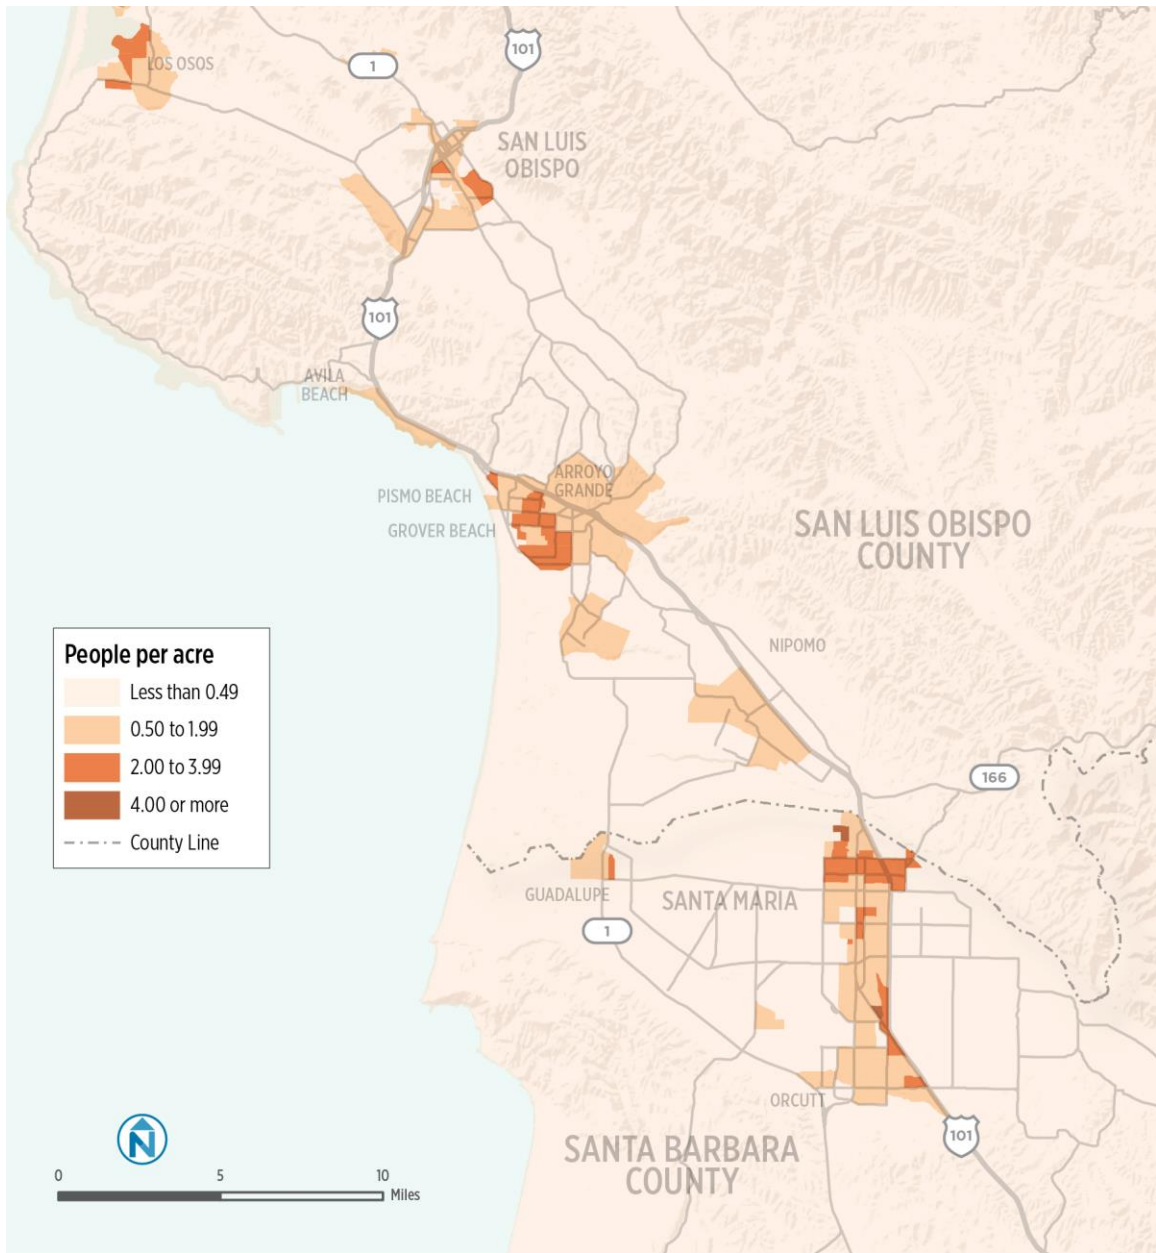 101
1
LOS OSOS
SAN LUIS
OBISPO
101
AVILA
BEACH
ARROYO
GRANDE
PISMO BEACH
GROVER BEACH
SAN LUIS OBISPO
COUNTY
NIPOMO
People per acre
Less than 0.49
0.50 to 1.99
2.00 to 3.99
4.00 or more
County Line
166
GUADALUPE
SANTA MARIA
1
ORCUTT
SANTA BARBARA
COUNTY
101
N
0 5 10
Miles